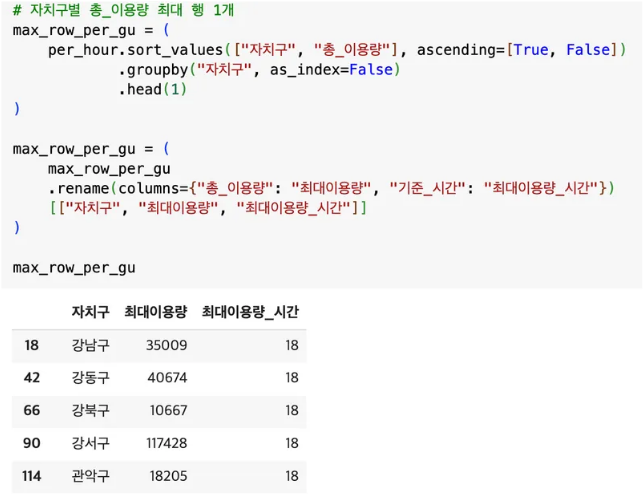 # 자치구별 총_이용량 최대 행 1개
max_row_per_gu = (
    per_hour.sort_values(["자치구", "총_이용량"], ascending=[True, False])
            .groupby("자치구", as_index=False)
            .head(1)
)
max_row_per_gu = (
    max_row_per_gu
    .rename(columns={"총_이용량": "최대이용량", "기준_시간": "최대이용량_시간"})
    [["자치구", "최대이용량", "최대이용량_시간"]]
)
max_row_per_gu
자치구 최대이용량 최대이용량_시간
18 강남구 35009 18
42 강동구 40674 18
66 강북구 10667 18
90 강서구 117428 18
114 관악구 18205 18